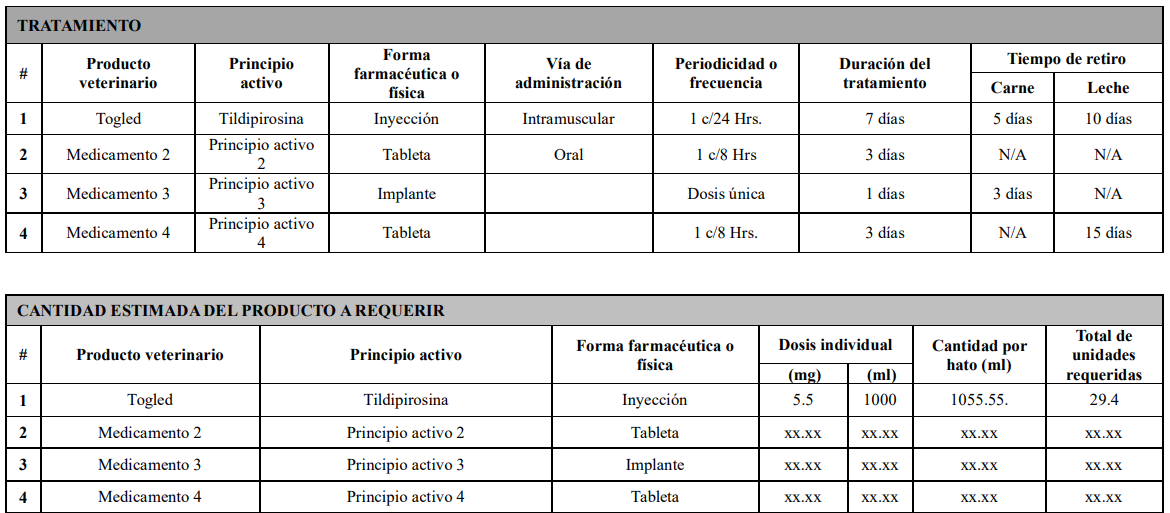 TRATAMIENTO
# Producto veterinario Principio activo Forma farmacéutica o física Vía de administración Periodicidad o frecuencia Duración del tratamiento Tiempo de retiro
Carne Leche
1 Togled Tildipirosina Inyección Intramuscular 1 c/24 Hrs. 7 días 5 días 10 días
2 Medicamento 2 Principio activo 2 Tableta Oral 1 c/8 Hrs 3 días N/A N/A
3 Medicamento 3 Principio activo 3 Implante Dosis única 1 días 3 días N/A
4 Medicamento 4 Principio activo 4 Tableta 1 c/8 Hrs. 3 días N/A 15 días
CANTIDAD ESTIMADA DEL PRODUCTO A REQUERIR
# Producto veterinario Principio activo Forma farmacéutica o física Dosis individual Cantidad por hato (ml) Total de unidades requeridas
(mg) (ml)
1 Togled Tildipirosina Inyección 5.5 1000 1055.55. 29.4
2 Medicamento 2 Principio activo 2 Tableta xx.xx xx.xx xx.xx xx.xx
3 Medicamento 3 Principio activo 3 Implante xx.xx xx.xx xx.xx xx.xx
4 Medicamento 4 Principio activo 4 Tableta xx.xx xx.xx xx.xx xx.xx